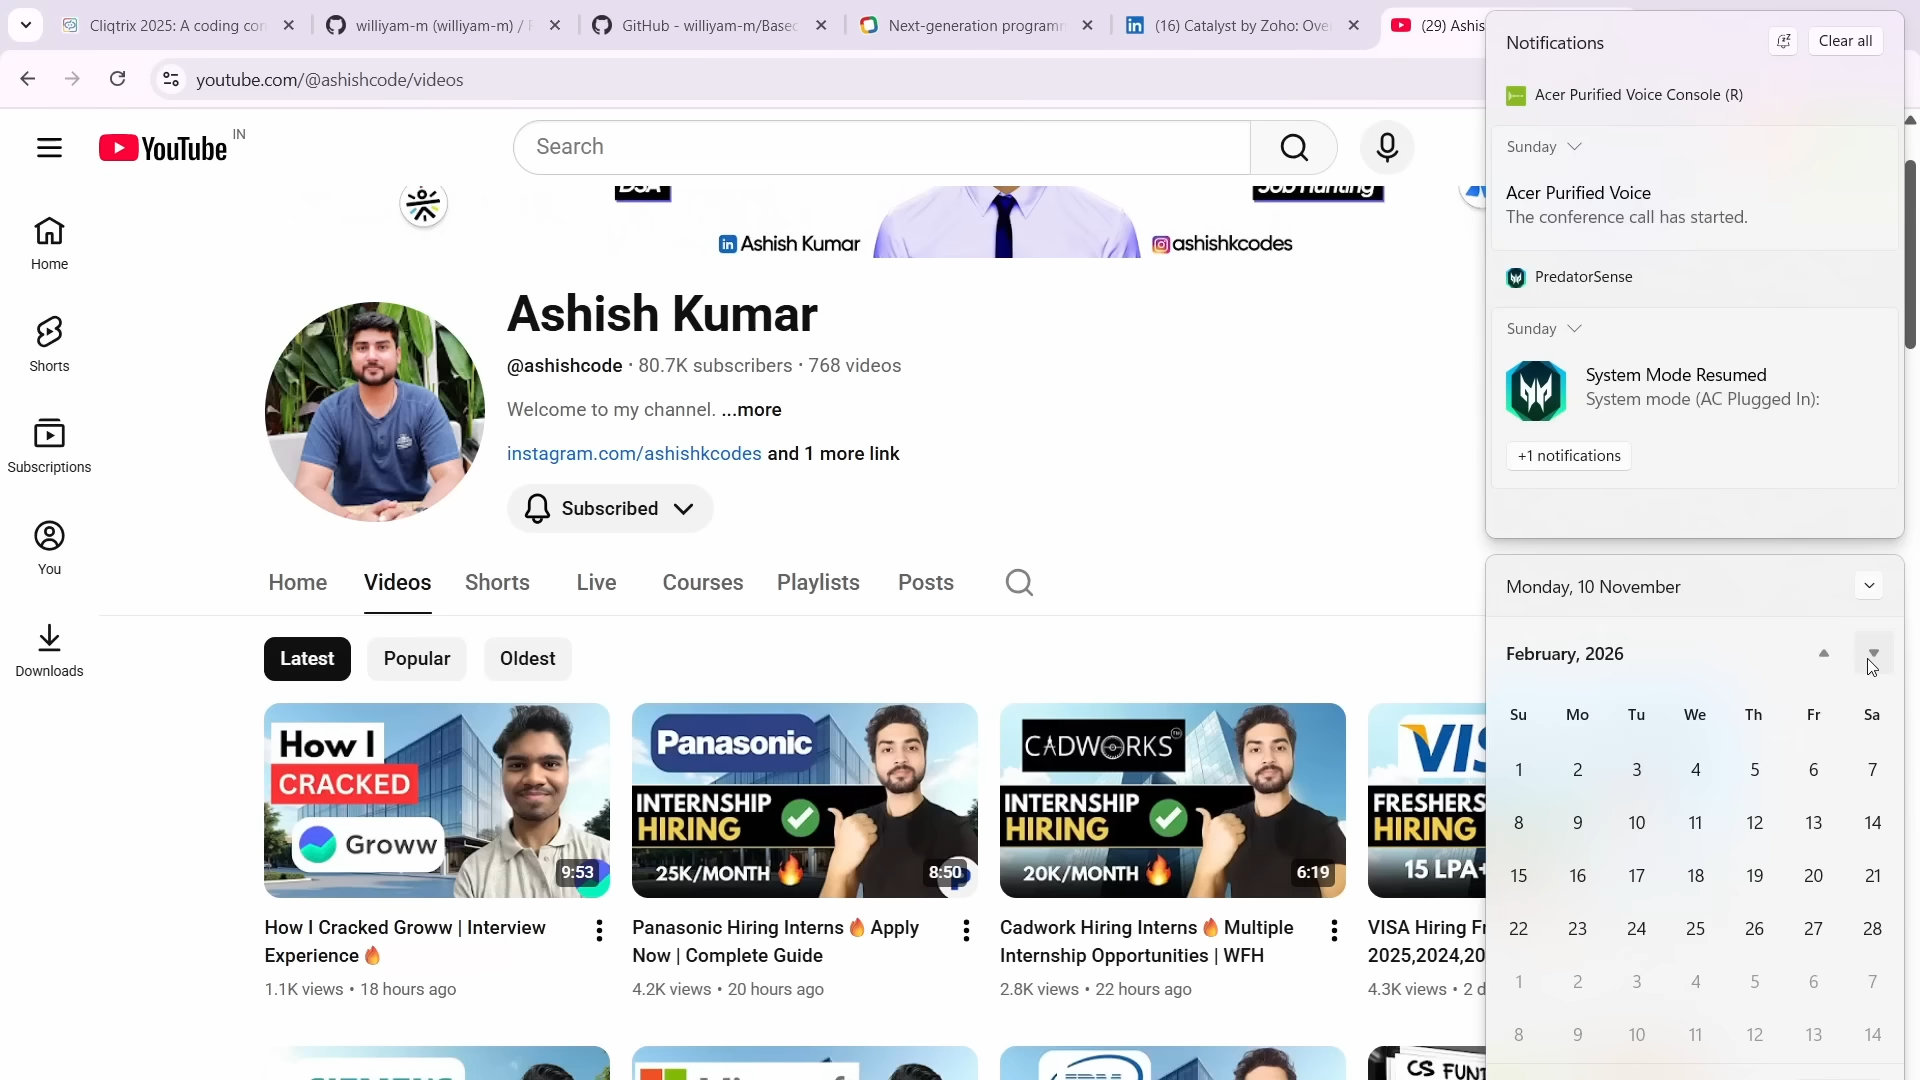 Cliqtrix 2025: A coding con
williyam-m (williyam-m) / R
GitHub - williyam-m/Basec
Next-generation programm
(16) Catalyst by Zoho: Over
(29) Ashis
youtube.com/@ashishcode/videos
YouTube
IN
Search
DSA
Job Hunting
Ashish Kumar
ashishkcodes
Home
Shorts
Subscriptions
You
Downloads
Ashish Kumar
@ashishcode • 80.7K subscribers • 768 videos
Welcome to my channel. ...more
instagram.com/ashishkcodes and 1 more link
Subscribed
Home Videos Shorts Live Courses Playlists Posts
Latest Popular Oldest
How I
CRACKED
Groww
9:53
How I Cracked Groww | Interview
Experience 🔥
1.1K views • 18 hours ago
Panasonic
INTERNSHIP
HIRING
25K/MONTH 🔥
8:50
Panasonic Hiring Interns 🔥 Apply
Now | Complete Guide
4.2K views • 20 hours ago
CADWORKS™
INTERNSHIP
HIRING
20K/MONTH 🔥
6:19
Cadwork Hiring Interns 🔥 Multiple
Internship Opportunities | WFH
2.8K views • 22 hours ago
VIS
FRESHERS
HIRING
15 LPA+
VISA Hiring Fr
2025,2024,20
4.3K views • 2 d
CS FUN
Notifications
Clear all
Acer Purified Voice Console (R)
Sunday
Acer Purified Voice
The conference call has started.
PredatorSense
Sunday
System Mode Resumed
System mode (AC Plugged In):
+1 notifications
Monday, 10 November
February, 2026
Su Mo Tu We Th Fr Sa
1 2 3 4 5 6 7
8 9 10 11 12 13 14
15 16 17 18 19 20 21
22 23 24 25 26 27 28
1 2 3 4 5 6 7
8 9 10 11 12 13 14